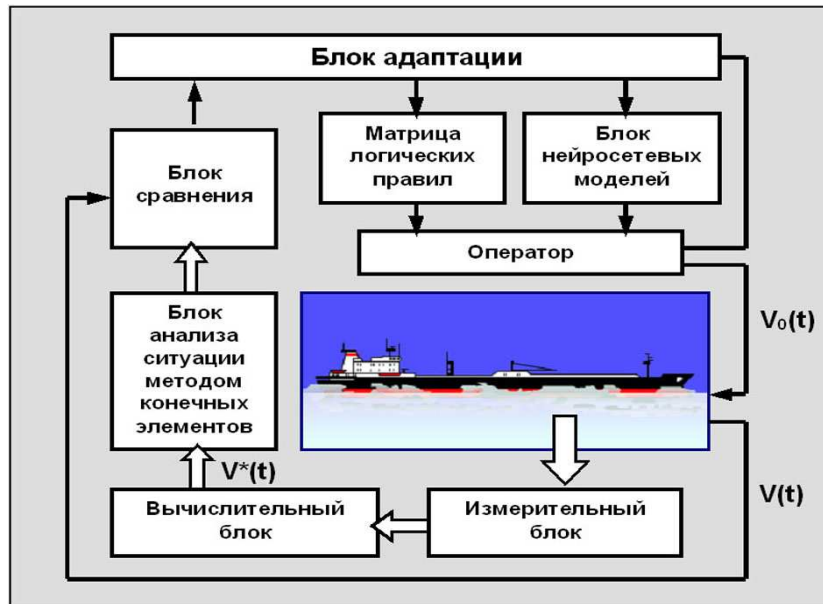 Блок адаптации
Матрица
логических
правил
Блок
нейросетевых
моделей
Блок
сравнения
Оператор
Блок
анализа
ситуации
методом
конечных
элементов
V₀(t)
V*(t)
V(t)
Вычислительный
блок
Измерительный
блок